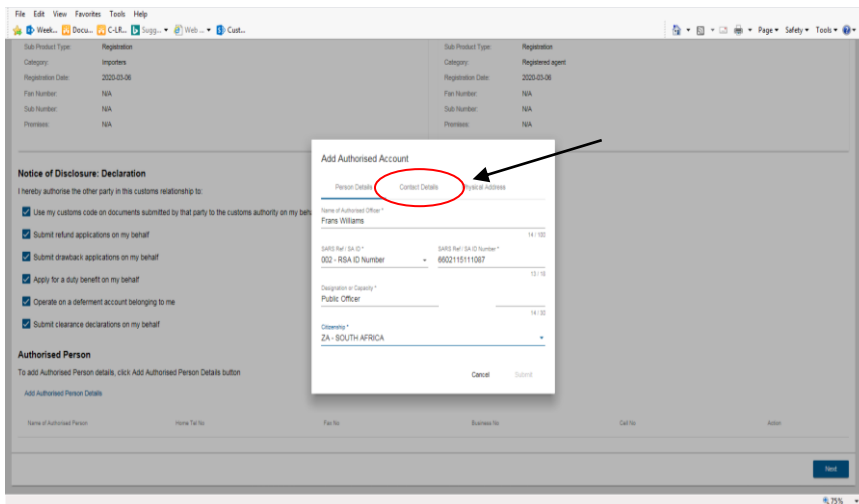 File Edit View Favorites Tools Help
Week... Docu... C-LR... Sugg... Web ... Cust...
Page Safety Tools
Sub Product Type: Registration Sub Product Type: Registration
Category: Importers Category: Registered agent
Registration Date: 2020-03-06 Registration Date: 2020-03-06
Fan Number: N/A Fan Number: N/A
Sub Number: N/A Sub Number: N/A
Premises: N/A Premises: N/A
Notice of Disclosure: Declaration
I hereby authorise the other party in this customs relationship to:
Use my customs code on documents submitted by that party to the customs authority on my beh
Submit refund applications on my behalf
Submit drawback applications on my behalf
Apply for a duty benefit on my behalf
Operate on a deferment account belonging to me
Submit clearance declarations on my behalf
Authorised Person
To add Authorised Person details, click Add Authorised Person Details button
Add Authorised Person Details
Name of Authorised Person Home Tel No Fax No Business No Cell No Action
Next
75%
Add Authorised Account
Person Details Contact Details Physical Address
Name of Authorised Officer *
Frans Williams
14 / 100
SARS Ref / SA ID * SARS Ref / SA ID Number *
002 - RSA ID Number 6602115111087
13 / 18
Designation or Capacity *
Public Officer
14 / 32
Citizenship *
ZA - SOUTH AFRICA
Cancel Submit